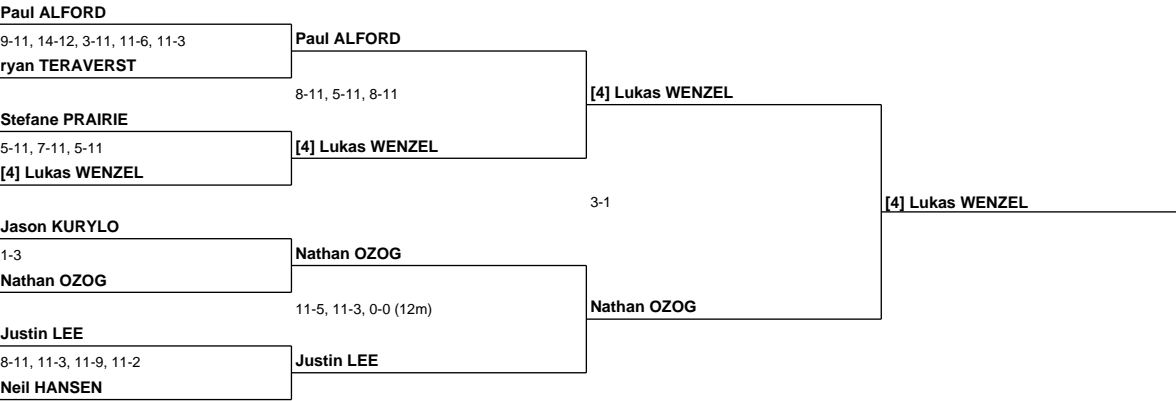 Paul ALFORD
9-11, 14-12, 3-11, 11-6, 11-3
Paul ALFORD
ryan TERAVERST
8-11, 5-11, 8-11
[4] Lukas WENZEL
Stefane PRAIRIE
5-11, 7-11, 5-11
[4] Lukas WENZEL
[4] Lukas WENZEL
3-1
[4] Lukas WENZEL
Jason KURYLO
1-3
Nathan OZOG
Nathan OZOG
11-5, 11-3, 0-0 (12m)
Nathan OZOG
Justin LEE
8-11, 11-3, 11-9, 11-2
Justin LEE
Neil HANSEN